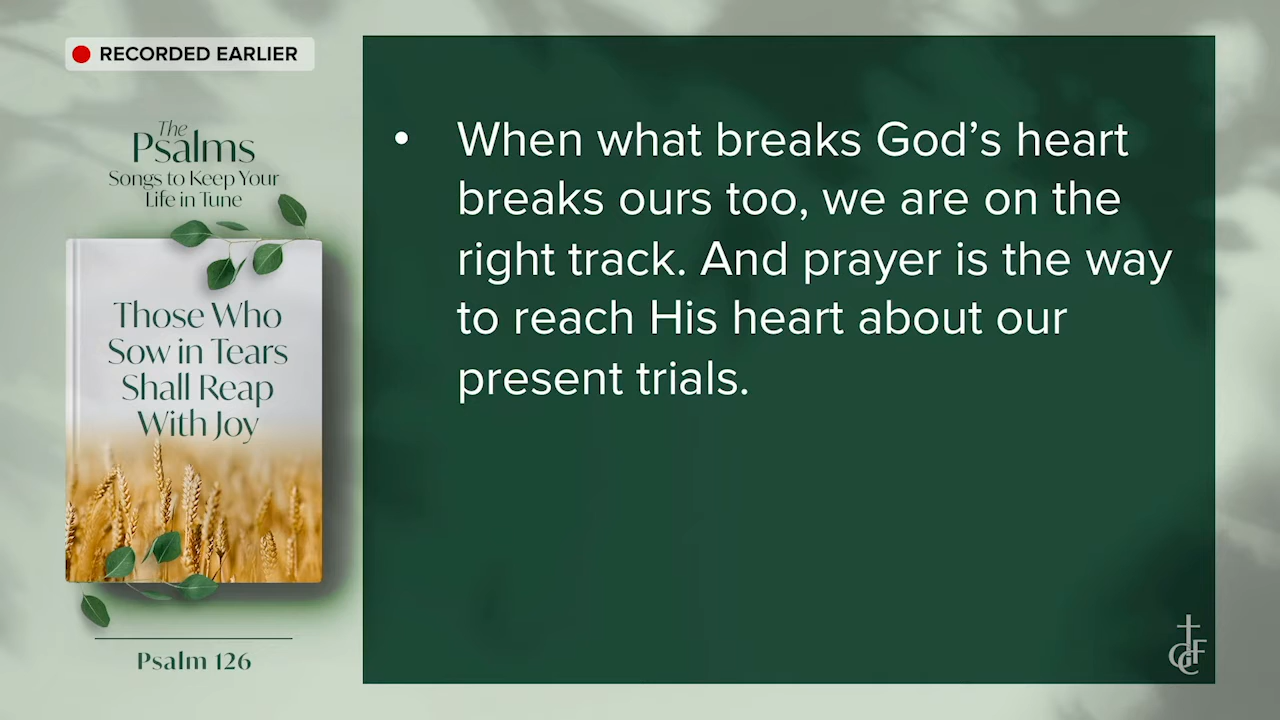 RECORDED EARLIER
The
Psalms
Songs to Keep Your
Life in Tune
Those Who
Sow in Tears
Shall Reap
With Joy
Psalm 126
• When what breaks God’s heart
breaks ours too, we are on the
right track. And prayer is the way
to reach His heart about our
present trials.
GCF